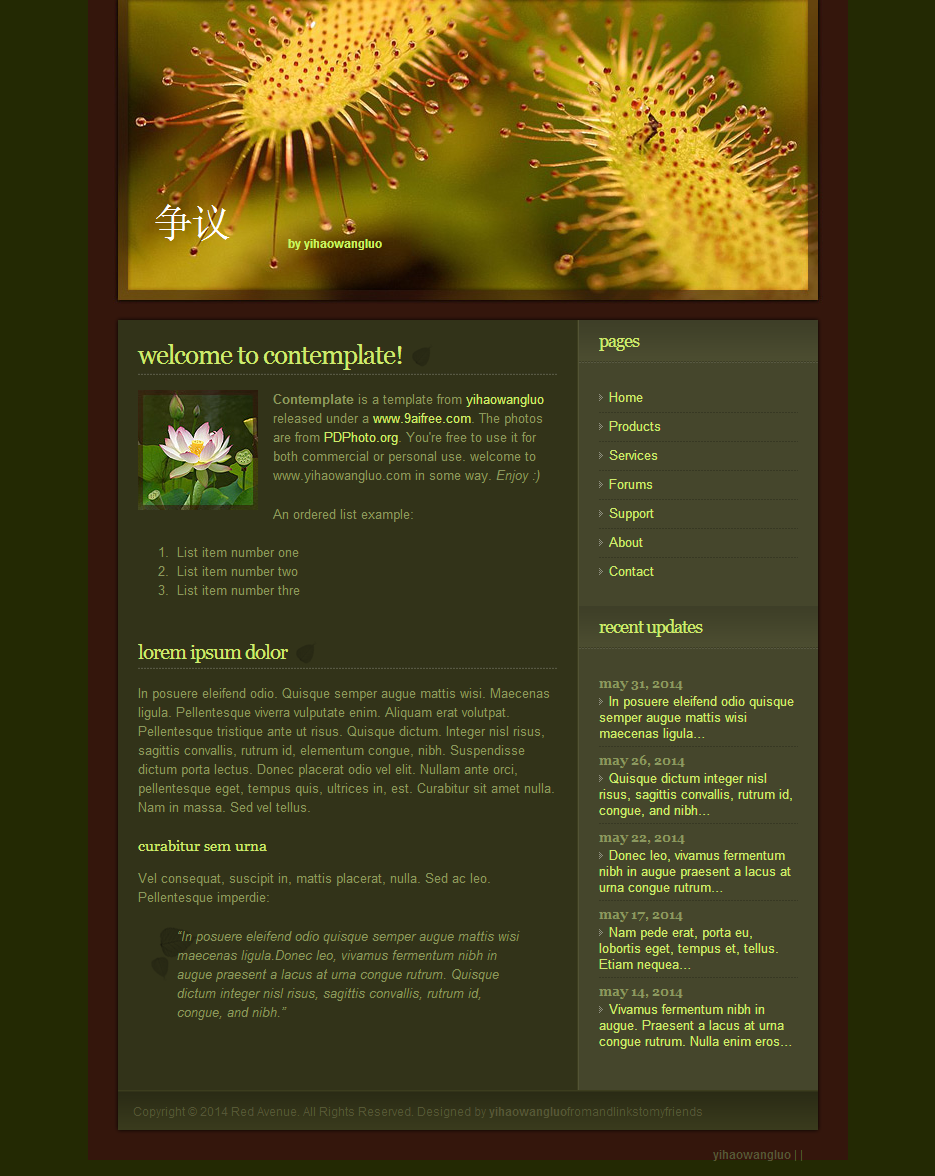 争议
by yihaowangluo
welcome to contemplate!
Contemplate is a template from yihaowangluo
released under a www.9aifree.com. The photos
are from PDPhoto.org. You're free to use it for
both commercial or personal use. welcome to
www.yihaowangluo.com in some way. Enjoy :)
An ordered list example:
1. List item number one
2. List item number two
3. List item number thre
lorem ipsum dolor
In posuere eleifend odio. Quisque semper augue mattis wisi. Maecenas
ligula. Pellentesque viverra vulputate enim. Aliquam erat volutpat.
Pellentesque tristique ante ut risus. Quisque dictum. Integer nisl risus,
sagittis convallis, rutrum id, elementum congue, nibh. Suspendisse
dictum porta lectus. Donec placerat odio vel elit. Nullam ante orci,
pellentesque eget, tempus quis, ultrices in, est. Curabitur sit amet nulla.
Nam in massa. Sed vel tellus.
curabitur sem urna
Vel consequat, suscipit in, mattis placerat, nulla. Sed ac leo.
Pellentesque imperdie:
“In posuere eleifend odio quisque semper augue mattis wisi
maecenas ligula.Donec leo, vivamus fermentum nibh in
augue praesent a lacus at urna congue rutrum. Quisque
dictum integer nisl risus, sagittis convallis, rutrum id,
congue, and nibh.”
pages
Home
Products
Services
Forums
Support
About
Contact
recent updates
may 31, 2014
In posuere eleifend odio quisque
semper augue mattis wisi
maecenas ligula...
may 26, 2014
Quisque dictum integer nisl
risus, sagittis convallis, rutrum id,
congue, and nibh...
may 22, 2014
Donec leo, vivamus fermentum
nibh in augue praesent a lacus at
urna congue rutrum...
may 17, 2014
Nam pede erat, porta eu,
lobortis eget, tempus et, tellus.
Etiam nequea...
may 14, 2014
Vivamus fermentum nibh in
augue. Praesent a lacus at urna
congue rutrum. Nulla enim eros...
Copyright © 2014 Red Avenue. All Rights Reserved. Designed by yihaowangluofromandlinkstomyfriends
yihaowangluo | |